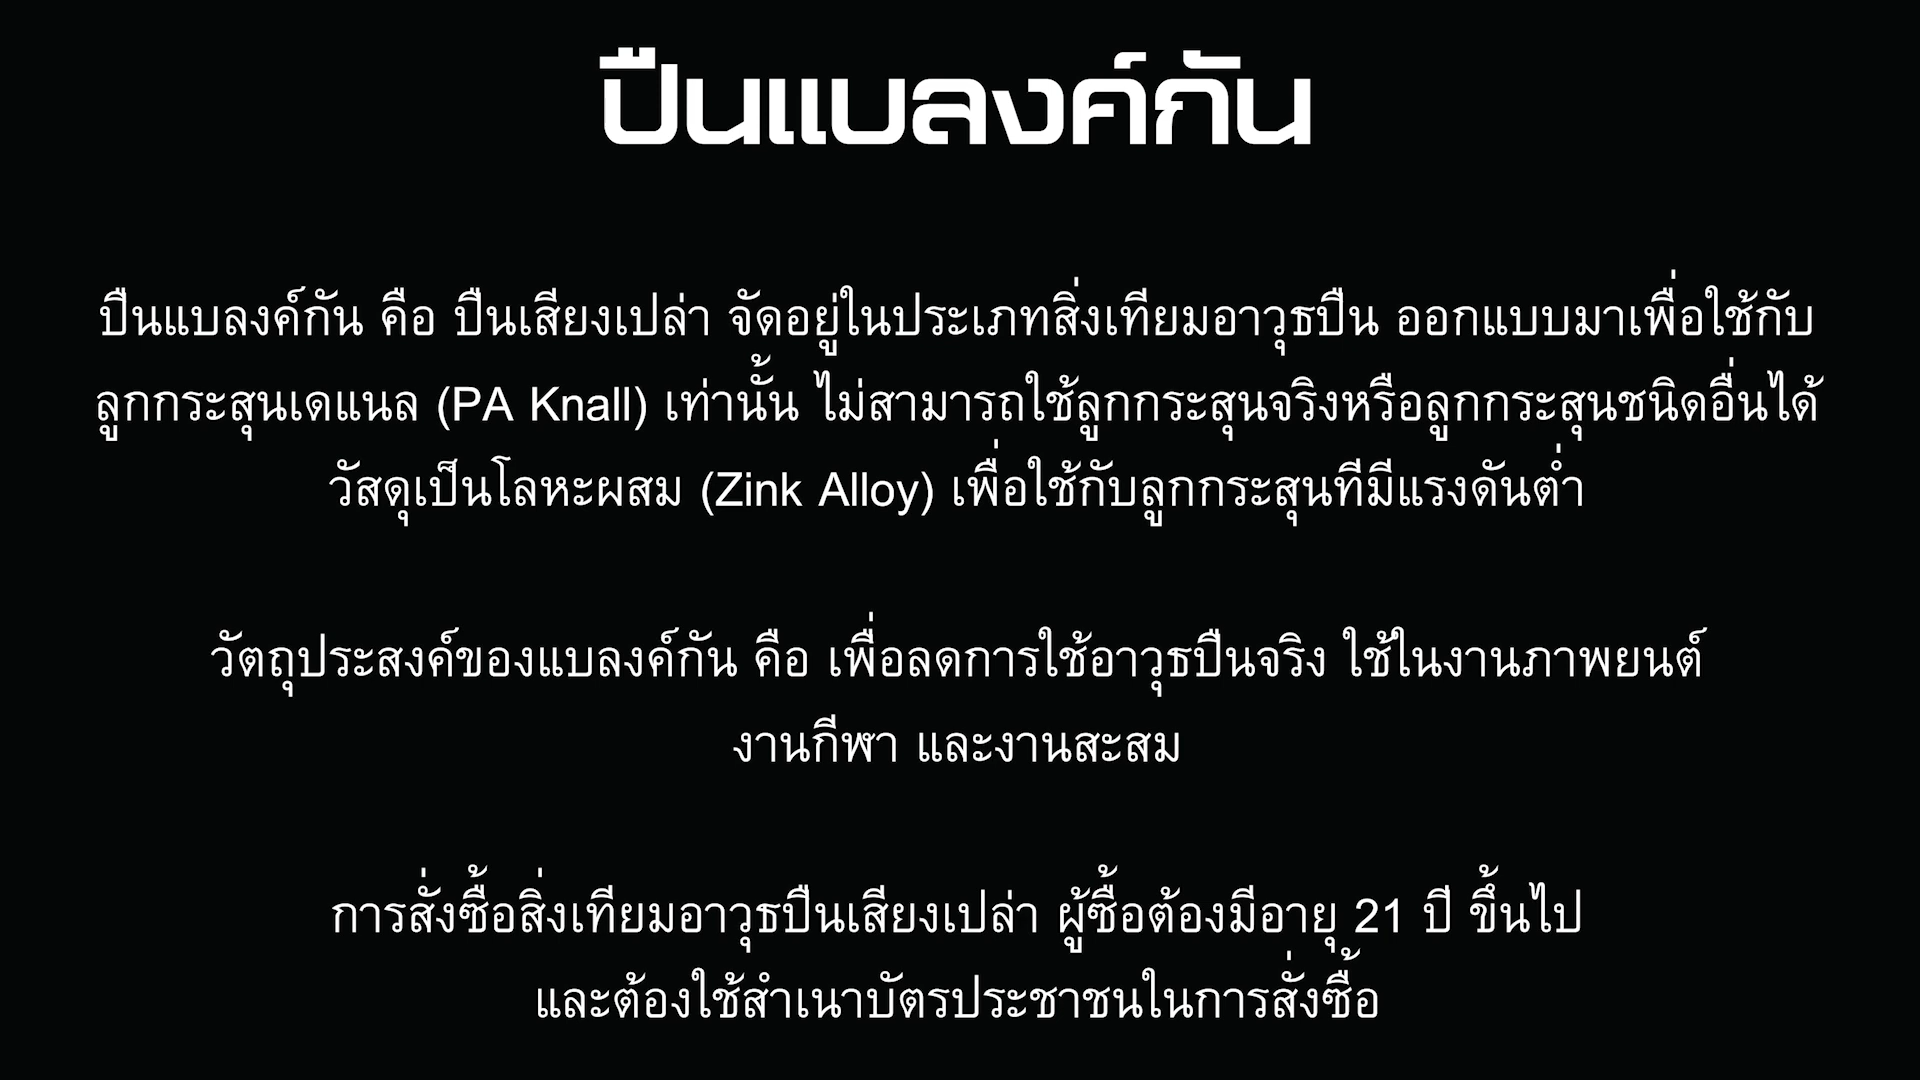 ปืนแบลงค์กัน
ปืนแบลงค์กัน คือ ปืนเสียงเปล่า จัดอยู่ในประเภทสิ่งเทียมอาวุธปืน ออกแบบมาเพื่อใช้กับ
ลูกกระสุนเดแนล (PA Knall) เท่านั้น ไม่สามารถใช้ลูกกระสุนจริงหรือลูกกระสุนชนิดอื่นได้
วัสดุเป็นโลหะผสม (Zink Alloy) เพื่อใช้กับลูกกระสุนทีมีแรงดันต่ำ
วัตถุประสงค์ของแบลงค์กัน คือ เพื่อลดการใช้อาวุธปืนจริง ใช้ในงานภาพยนต์
งานกีฬา และงานสะสม
การสั่งซื้อสิ่งเทียมอาวุธปืนเสียงเปล่า ผู้ซื้อต้องมีอายุ 21 ปี ขึ้นไป
และต้องใช้สำเนาบัตรประชาชนในการสั่งซื้อ